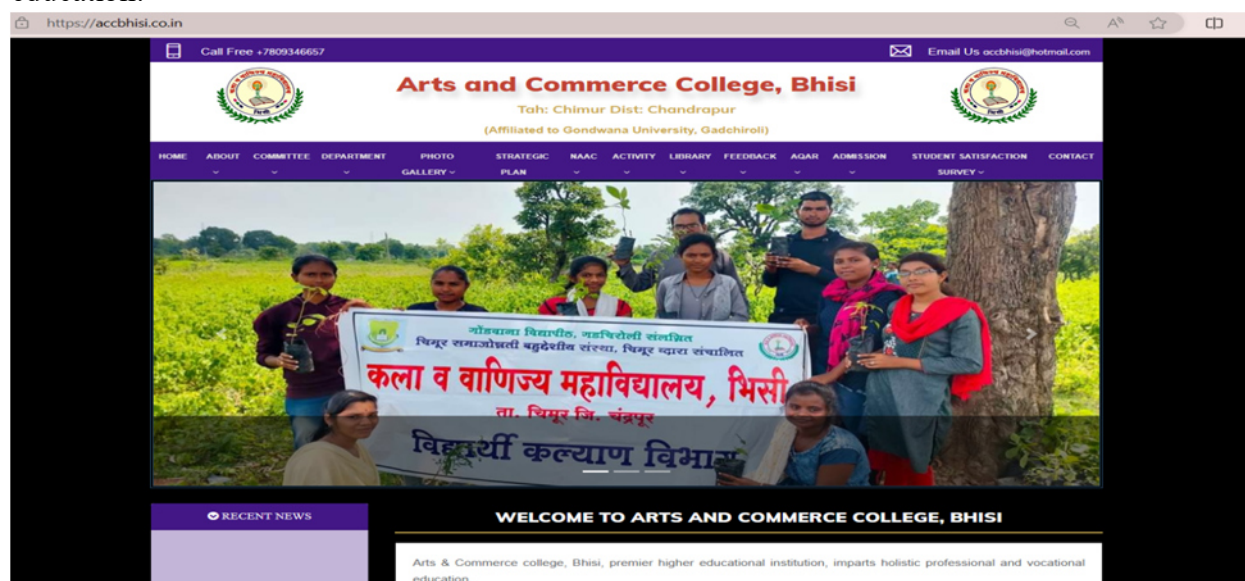 education.
https://accbhisi.co.in
Call Free +7809346657
Email Us accbhisi@hotmail.com
Arts and Commerce College, Bhisi
Tah: Chimur Dist: Chandrapur
(Affiliated to Gondwana University, Gadchiroli)
HOME ABOUT COMMITTEE DEPARTMENT PHOTO GALLERY STRATEGIC PLAN NAAC ACTIVITY LIBRARY FEEDBACK AQAR ADMISSION STUDENT SATISFACTION SURVEY CONTACT
गोंडवाना विद्यापीठ, गडचिरोली संलग्नित
चिमूर समाजोन्नती बहुद्देशीय संस्था, चिमूर द्वारा संचालित
कला व वाणिज्य महाविद्यालय, भिसी
ता. चिमूर जि. चंद्रपूर
विद्यार्थी कल्याण विभाग
RECENT NEWS
WELCOME TO ARTS AND COMMERCE COLLEGE, BHISI
Arts & Commerce college, Bhisi, premier higher educational institution, imparts holistic professional and vocational
education